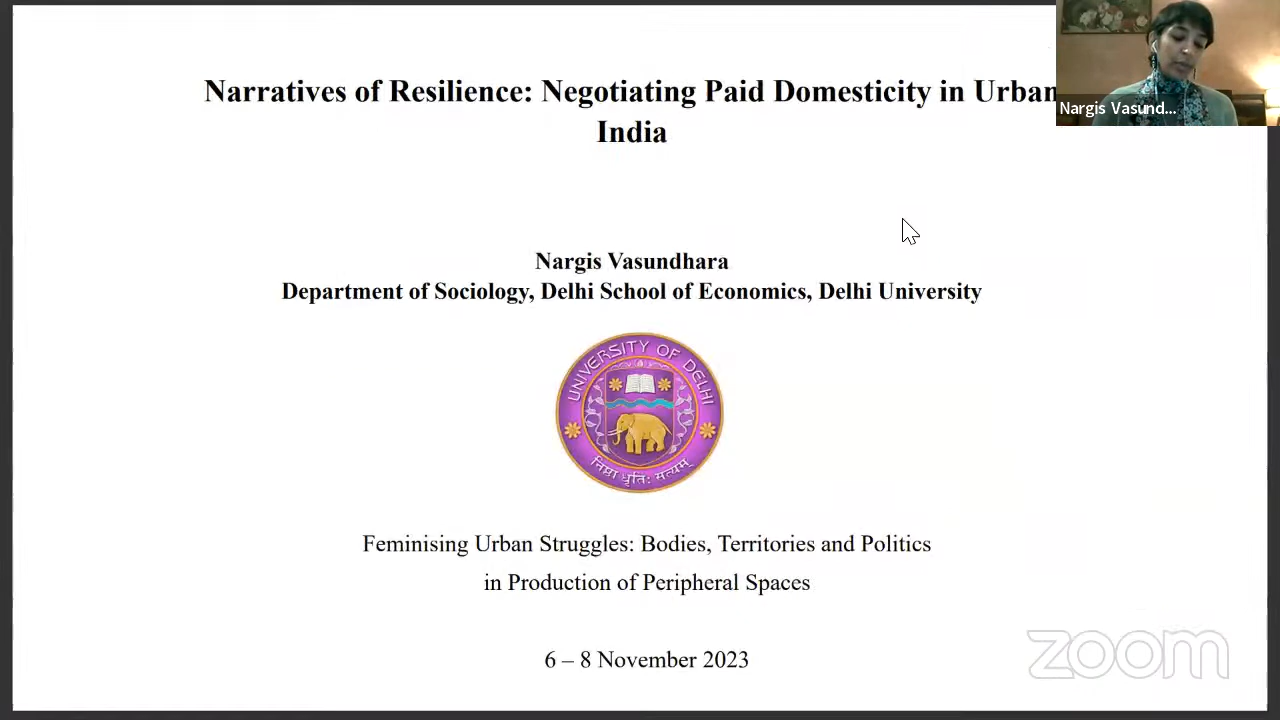 Narratives of Resilience: Negotiating Paid Domesticity in Urban
India
Nargis Vasund...
Nargis Vasundhara
Department of Sociology, Delhi School of Economics, Delhi University
UNIVERSITY OF DELHI
निष्ठा धृति: सत्यम्
Feminising Urban Struggles: Bodies, Territories and Politics
in Production of Peripheral Spaces
6 – 8 November 2023
zoom